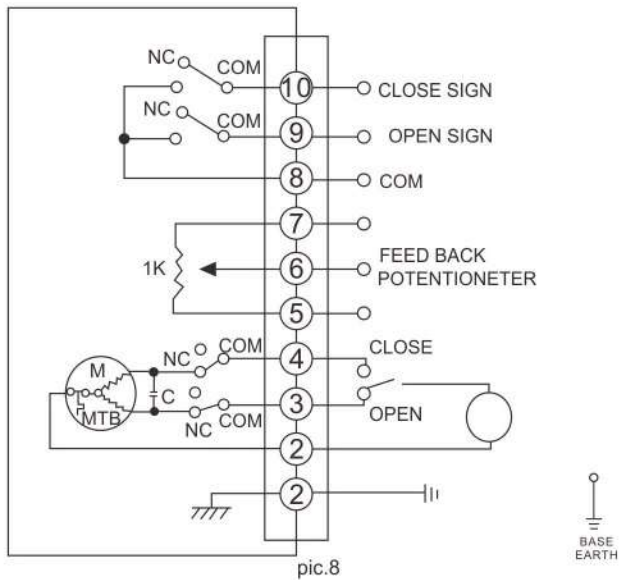 NC COM 10 CLOSE SIGN
NC COM 9 OPEN SIGN
8 COM
7
1K 6 FEED BACK
POTENTIONETER
5
NC COM 4 CLOSE
M
C
MTB
NC COM 3 OPEN
2
2
BASE
EARTH
pic.8